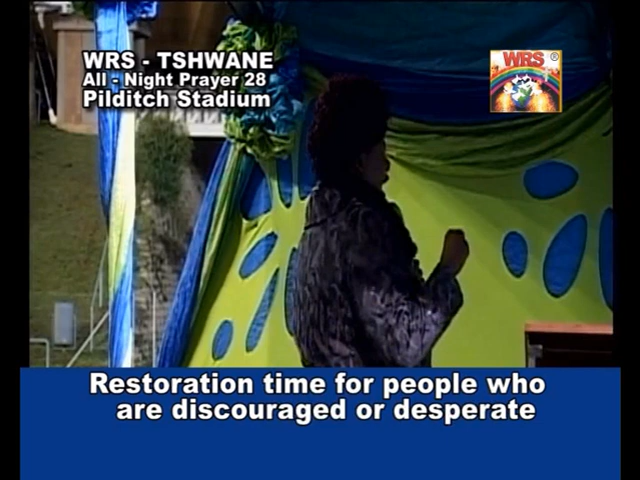 WRS - TSHWANE
All - Night Prayer 28
Pilditch Stadium
WRS
®
Restoration time for people who
are discouraged or desperate